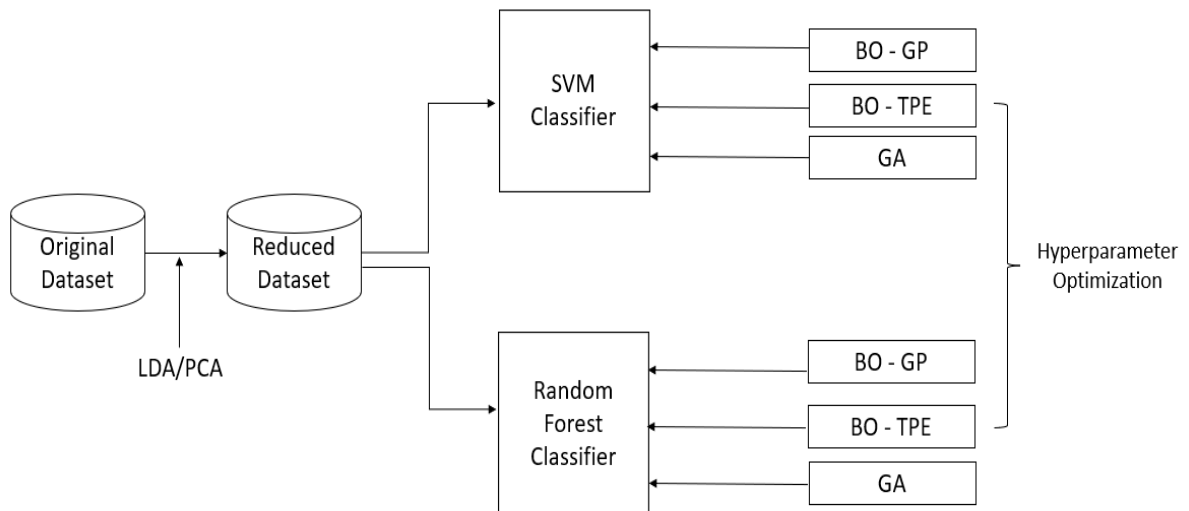 Original
Dataset
LDA/PCA
Reduced
Dataset
SVM
Classifier
BO - GP
BO - TPE
GA
Random
Forest
Classifier
BO - GP
BO - TPE
GA
Hyperparameter
Optimization